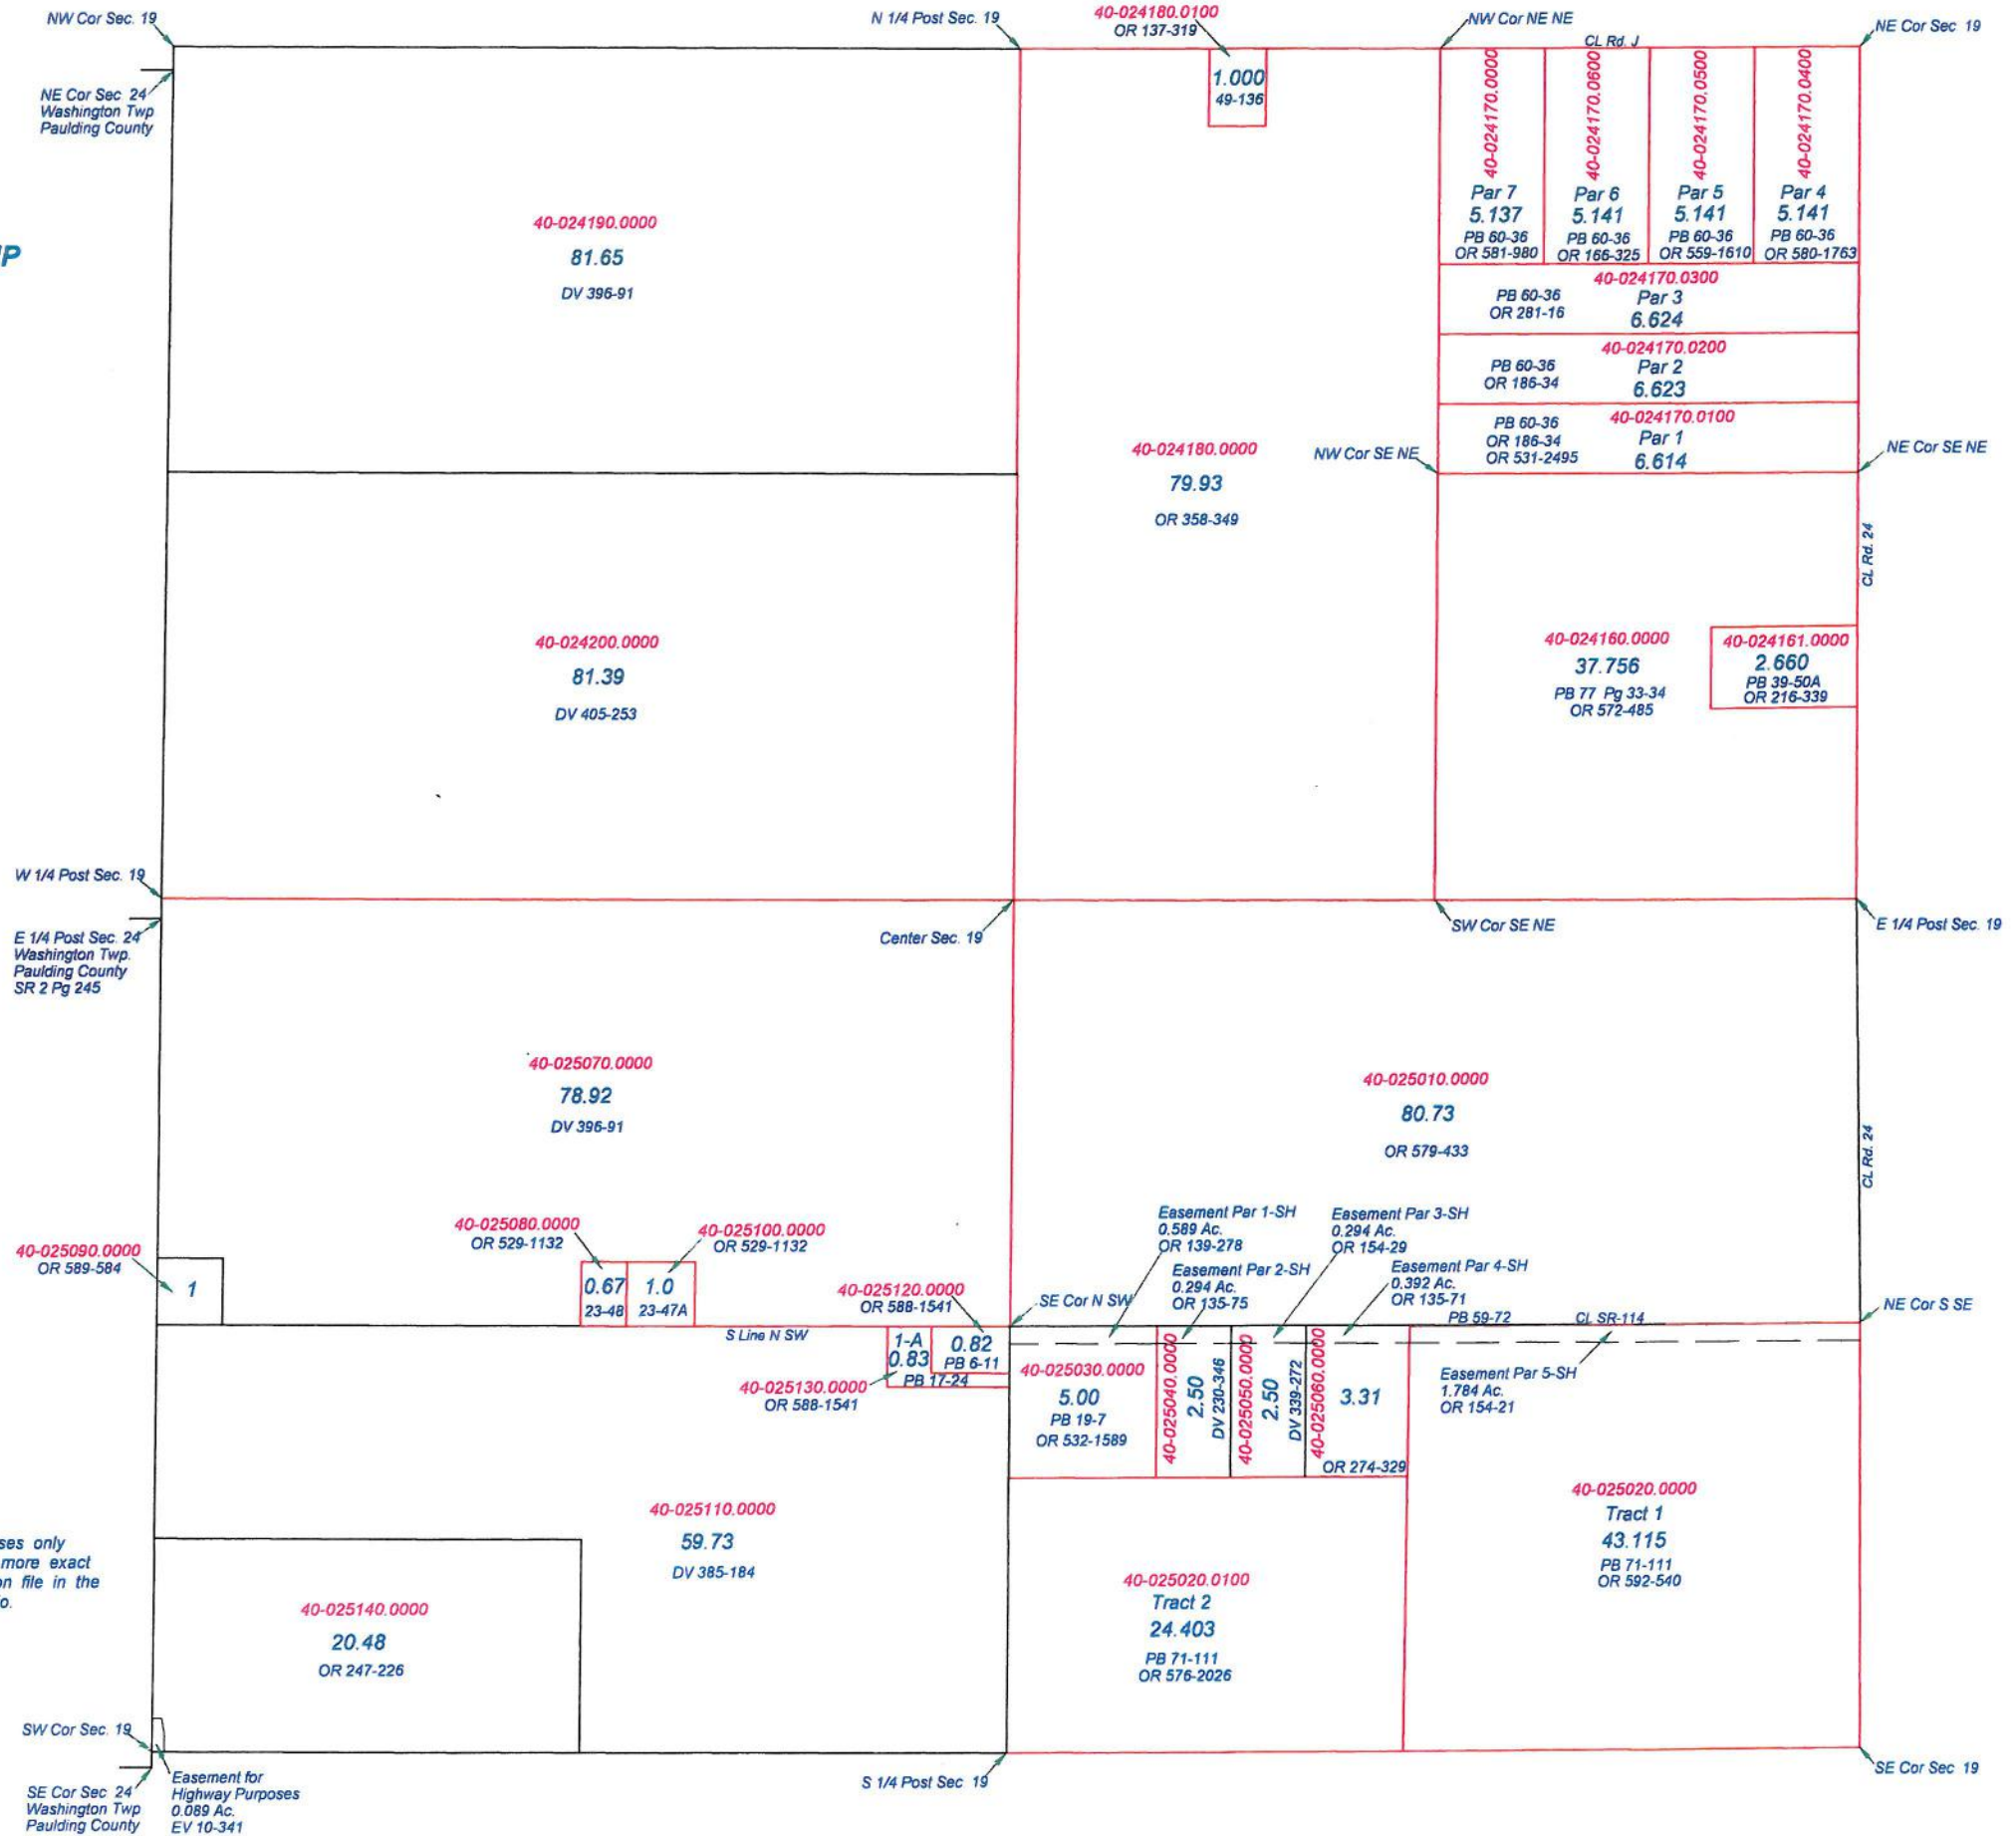 NW Cor Sec. 19
N 1/4 Post Sec. 19
40-024180.0100
OR 137-319
NW Cor NE NE
CL Rd. J
NE Cor Sec 19
NE Cor Sec 24
Washington Twp
Paulding County
1.000
49-136
40-024170.0000
Par 7
5.137
PB 60-36
OR 581-980
40-024170.0600
Par 6
5.141
PB 60-36
OR 166-325
40-024170.0500
Par 5
5.141
PB 60-36
OR 559-1610
40-024170.0400
Par 4
5.141
PB 60-36
OR 580-1763
IP
40-024190.0000
81.65
DV 396-91
40-024170.0300
PB 60-36
OR 281-16
Par 3
6.624
40-024170.0200
PB 60-36
OR 186-34
Par 2
6.623
40-024170.0100
PB 60-36
OR 186-34
OR 531-2495
Par 1
6.614
40-024180.0000
79.93
OR 358-349
NW Cor SE NE
NE Cor SE NE
CL Rd. 24
40-024200.0000
81.39
DV 405-253
40-024160.0000
37.756
PB 77 Pg 33-34
OR 572-485
40-024161.0000
2.660
PB 39-50A
OR 216-339
W 1/4 Post Sec. 19
E 1/4 Post Sec. 24
Washington Twp.
Paulding County
SR 2 Pg 245
Center Sec. 19
SW Cor SE NE
E 1/4 Post Sec. 19
40-025070.0000
78.92
DV 396-91
40-025010.0000
80.73
OR 579-433
CL Rd. 24
40-025090.0000
OR 589-584
1
40-025080.0000
OR 529-1132
0.67
23-48
40-025100.0000
OR 529-1132
1.0
23-47A
40-025120.0000
OR 588-1541
SE Cor N SW
Easement Par 1-SH
0.589 Ac.
OR 139-278
Easement Par 2-SH
0.294 Ac.
OR 135-75
Easement Par 3-SH
0.294 Ac.
OR 154-29
Easement Par 4-SH
0.392 Ac.
OR 135-71
PB 59-72
CL SR-114
NE Cor S SE
S Line N SW
1-A
0.83
0.82
PB 6-11
PB 17-24
40-025130.0000
OR 588-1541
40-025030.0000
5.00
PB 19-7
OR 532-1589
40-025040.0000
2.50
DV 230-346
40-025050.0000
2.50
DV 339-272
40-025060.0000
3.31
OR 274-329
Easement Par 5-SH
1.784 Ac.
OR 154-21
40-025110.0000
59.73
DV 385-184
40-025020.0000
Tract 1
43.115
PB 71-111
OR 592-540
ses only
more exact
on file in the
o.
40-025140.0000
20.48
OR 247-226
40-025020.0100
Tract 2
24.403
PB 71-111
OR 576-2026
SW Cor Sec. 19
SE Cor Sec 24
Washington Twp
Paulding County
Easement for
Highway Purposes
0.089 Ac.
EV 10-341
S 1/4 Post Sec 19
SE Cor Sec 19